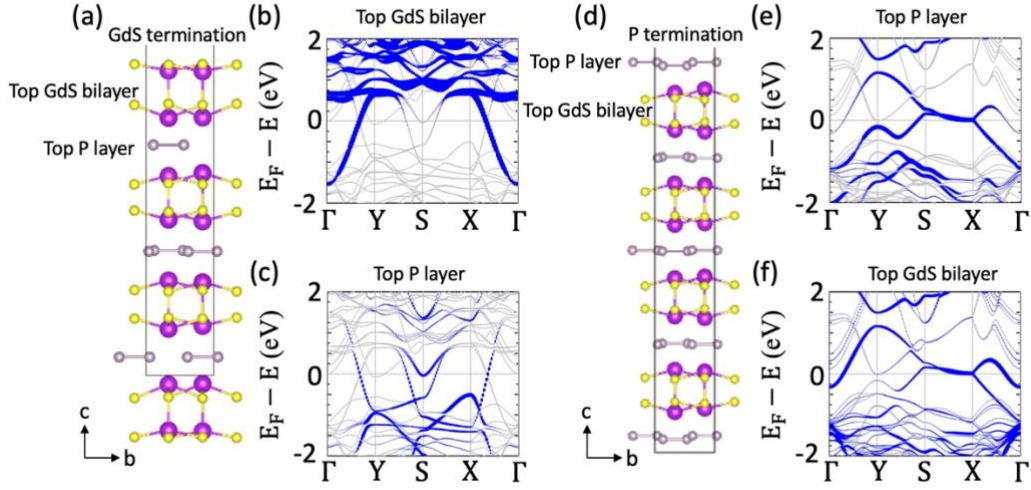 (a)
GdS termination
Top GdS bilayer
Top P layer
c
b
(b)
Top GdS bilayer
E_F – E (eV)
2
0
-2
Γ Y S X Γ
(c)
Top P layer
E_F – E (eV)
2
0
-2
Γ Y S X Γ
(d)
P termination
Top P layer
Top GdS bilayer
c
b
(e)
Top P layer
E_F – E (eV)
2
0
-2
Γ Y S X Γ
(f)
Top GdS bilayer
E_F – E (eV)
2
0
-2
Γ Y S X Γ